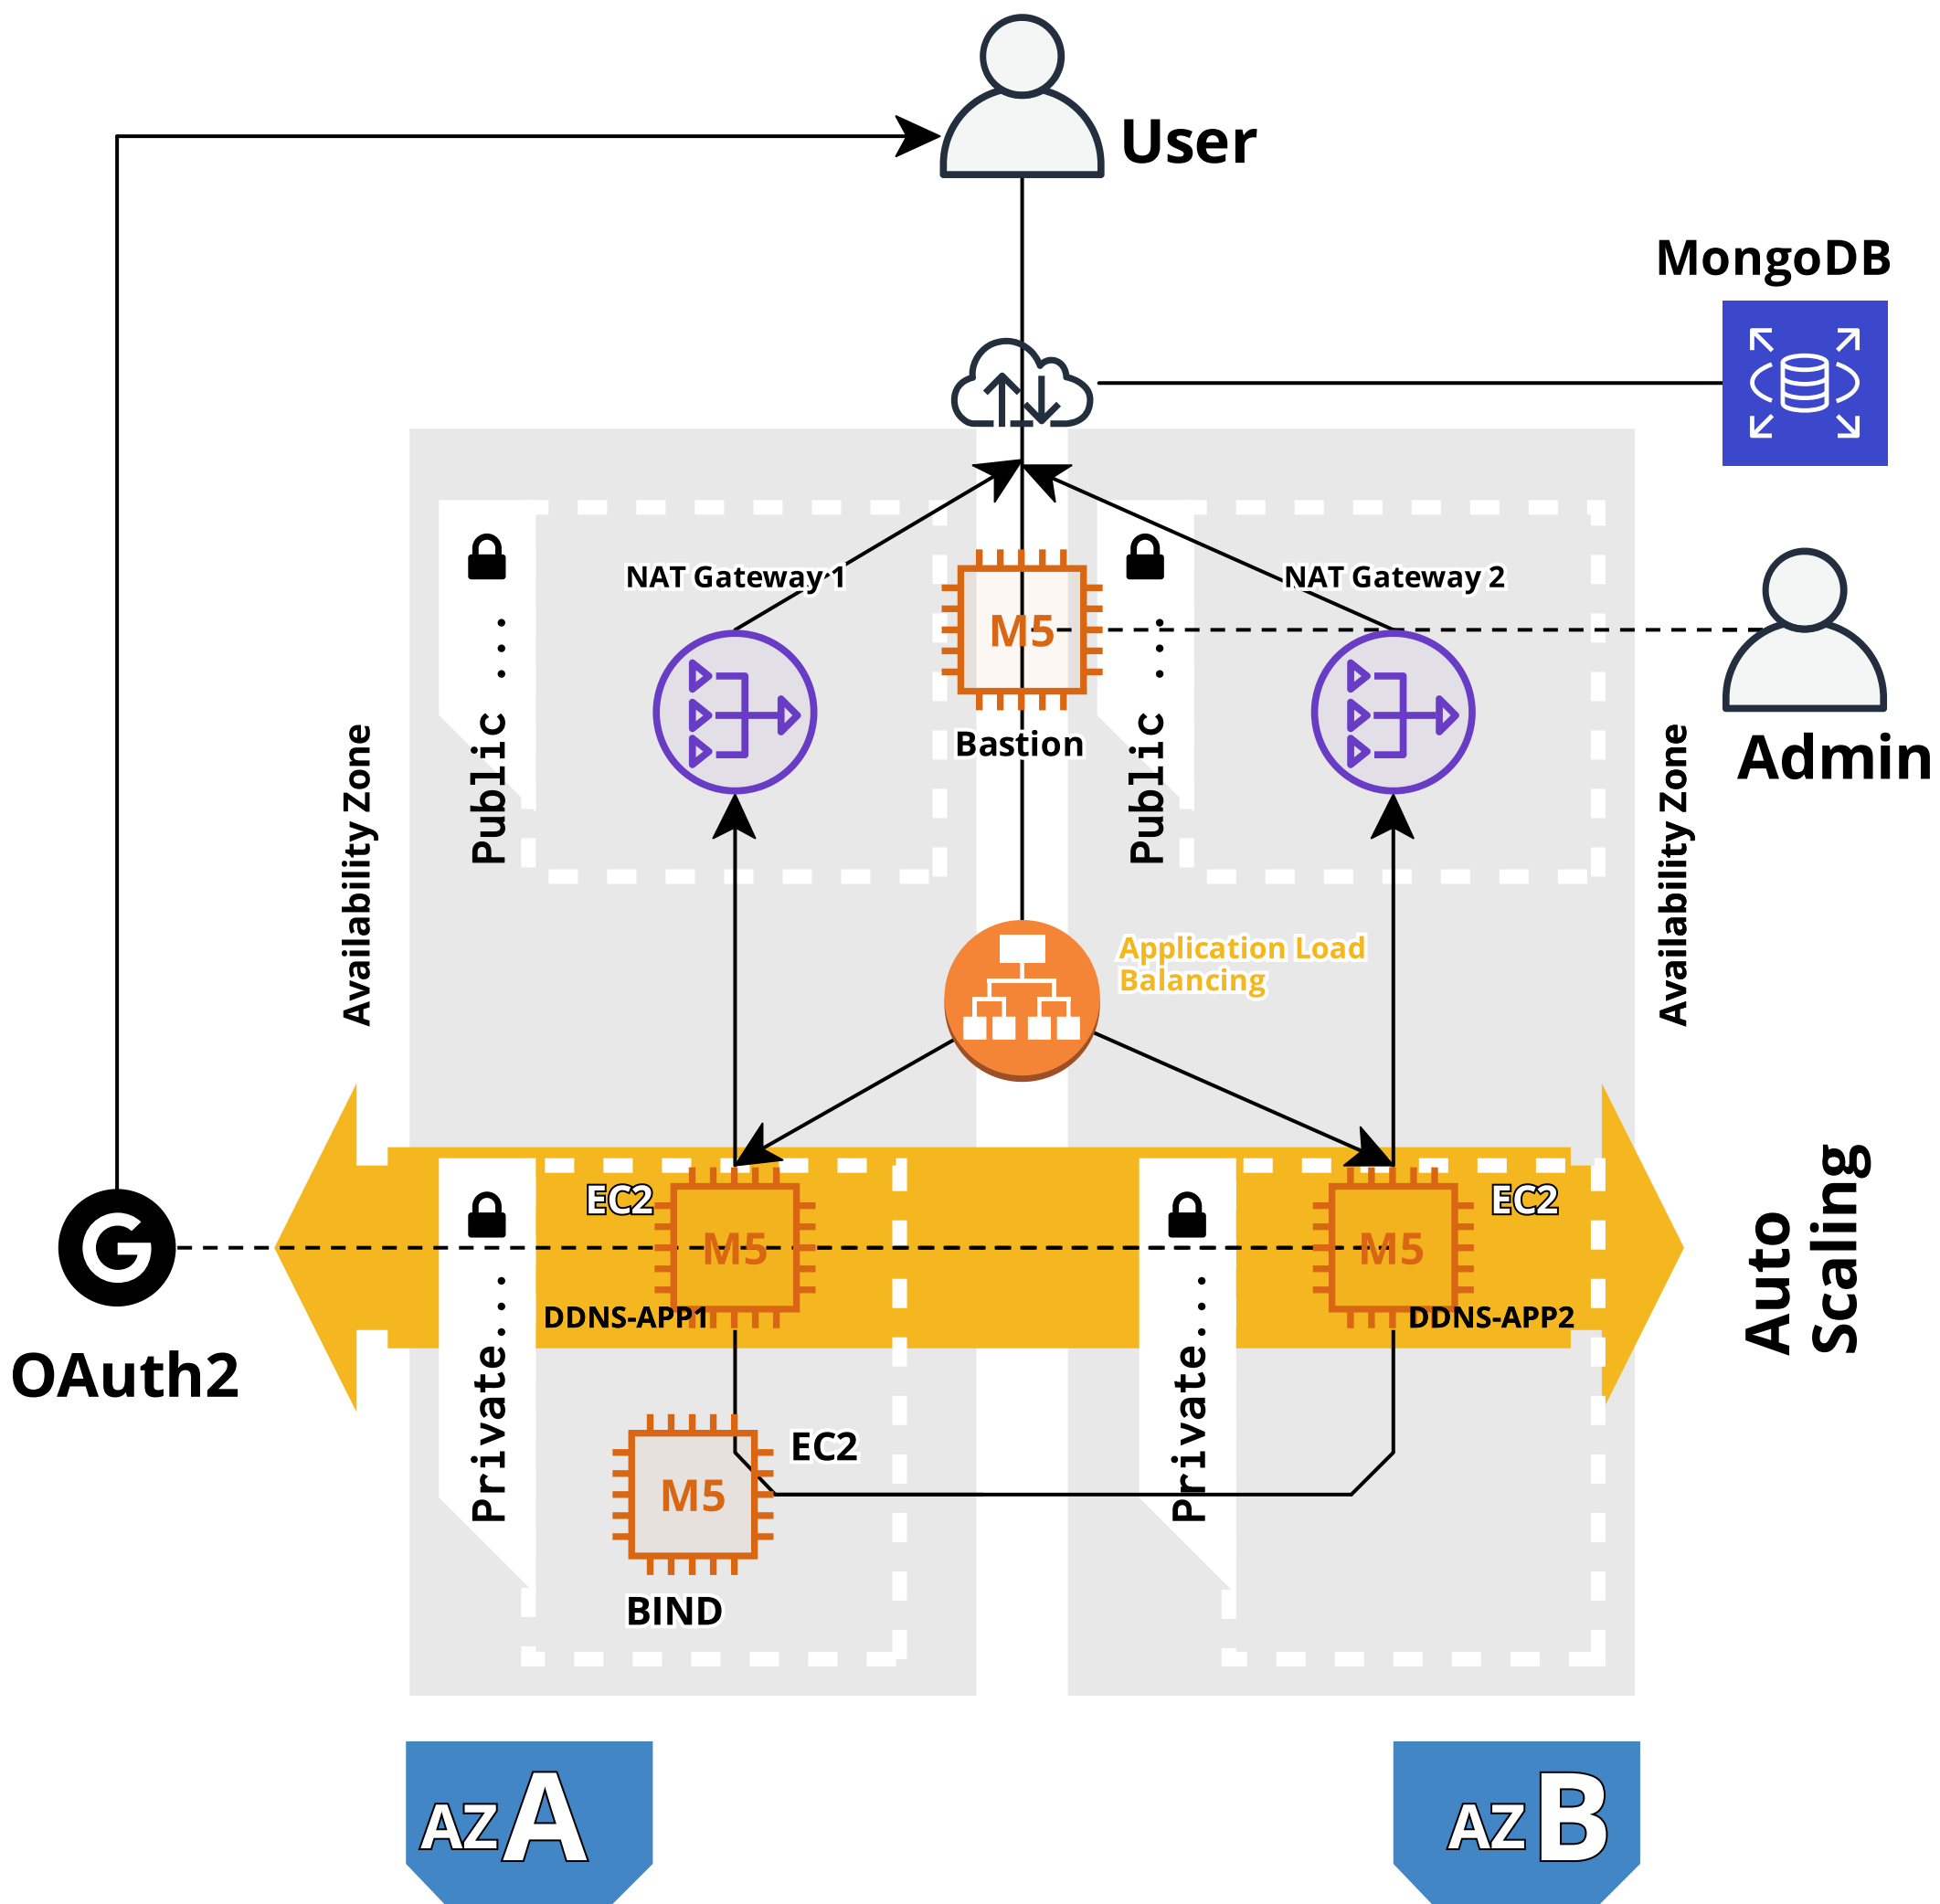 User
MongoDB
NAT Gateway 1
NAT Gateway 2
M5
Bastion
Public ...
Public ...
Admin
Availability Zone
Availability Zone
Application Load
Balancing
EC2
EC2
M5
M5
DDNS-APP1
DDNS-APP2
OAuth2
Auto
Scaling
Private...
Private...
EC2
M5
BIND
AZ A
AZ B